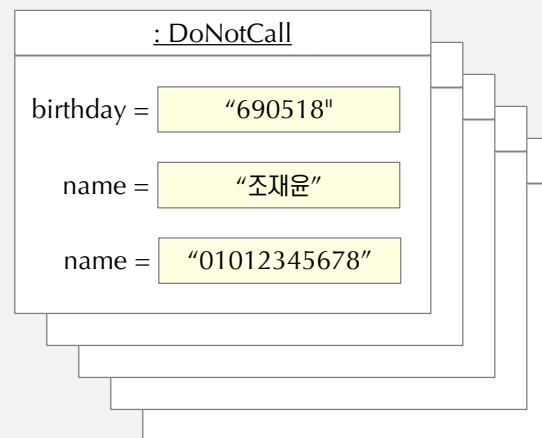 : DoNotCall
birthday = “690518"
name = “조재윤”
name = “01012345678”